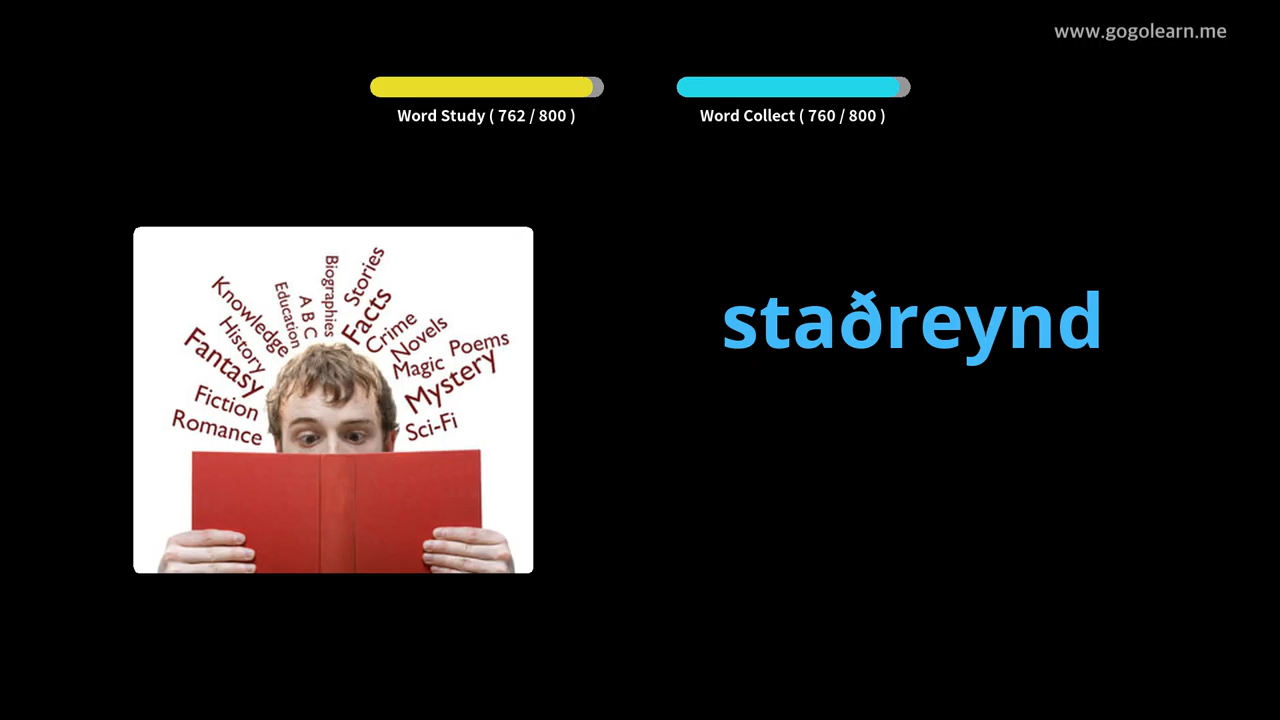 www.gogolearn.me
Word Study ( 762 / 800 )
Word Collect ( 760 / 800 )
staðreynd
Knowledge
History
Fantasy
Fiction
Romance
Education
A B C
Biographies
Stories
Facts
Crime
Novels
Magic
Poems
Mystery
Sci-Fi